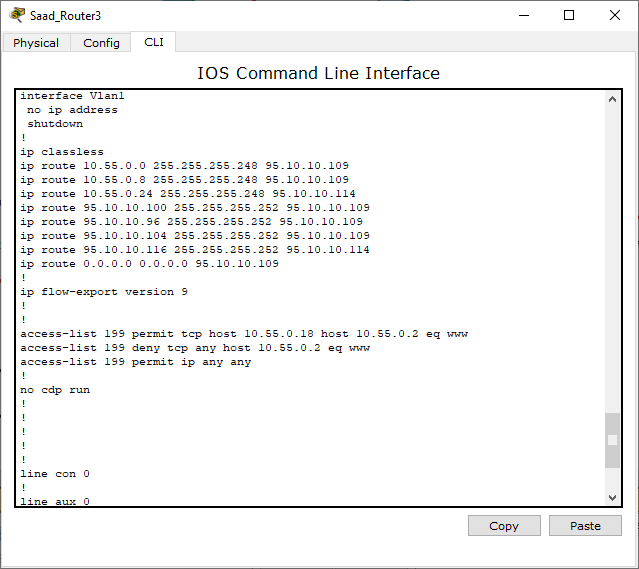 Saad_Router3
Physical Config CLI
IOS Command Line Interface
interface Vlan1
 no ip address
 shutdown
!
ip classless
ip route 10.55.0.0 255.255.255.248 95.10.10.109
ip route 10.55.0.8 255.255.255.248 95.10.10.109
ip route 10.55.0.24 255.255.255.248 95.10.10.114
ip route 95.10.10.100 255.255.255.252 95.10.10.109
ip route 95.10.10.96 255.255.255.252 95.10.10.109
ip route 95.10.10.104 255.255.255.252 95.10.10.109
ip route 95.10.10.116 255.255.255.252 95.10.10.114
ip route 0.0.0.0 0.0.0.0 95.10.10.109
!
ip flow-export version 9
!
!
access-list 199 permit tcp host 10.55.0.18 host 10.55.0.2 eq www
access-list 199 deny tcp any host 10.55.0.2 eq www
access-list 199 permit ip any any
!
no cdp run
!
!
!
!
!
line con 0
!
line aux 0
Copy Paste